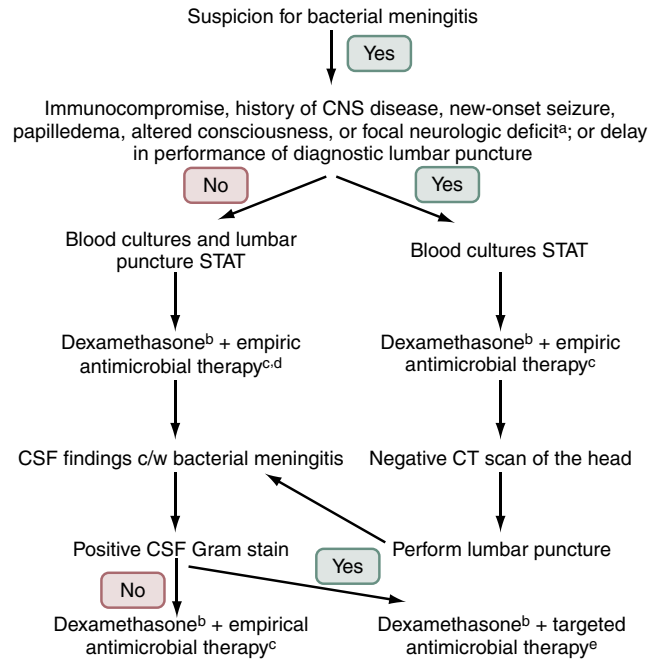 Suspicion for bacterial meningitis
Yes
Immunocompromise, history of CNS disease, new-onset seizure,
papilledema, altered consciousness, or focal neurologic deficitᵃ; or delay
in performance of diagnostic lumbar puncture
No
Yes
Blood cultures and lumbar
puncture STAT
Blood cultures STAT
Dexamethasoneᵇ + empiric
antimicrobial therapyᶜ,ᵈ
Dexamethasoneᵇ + empiric
antimicrobial therapyᶜ
CSF findings c/w bacterial meningitis
Negative CT scan of the head
Positive CSF Gram stain
Perform lumbar puncture
No
Yes
Dexamethasoneᵇ + empirical
antimicrobial therapyᶜ
Dexamethasoneᵇ + targeted
antimicrobial therapyᵉ